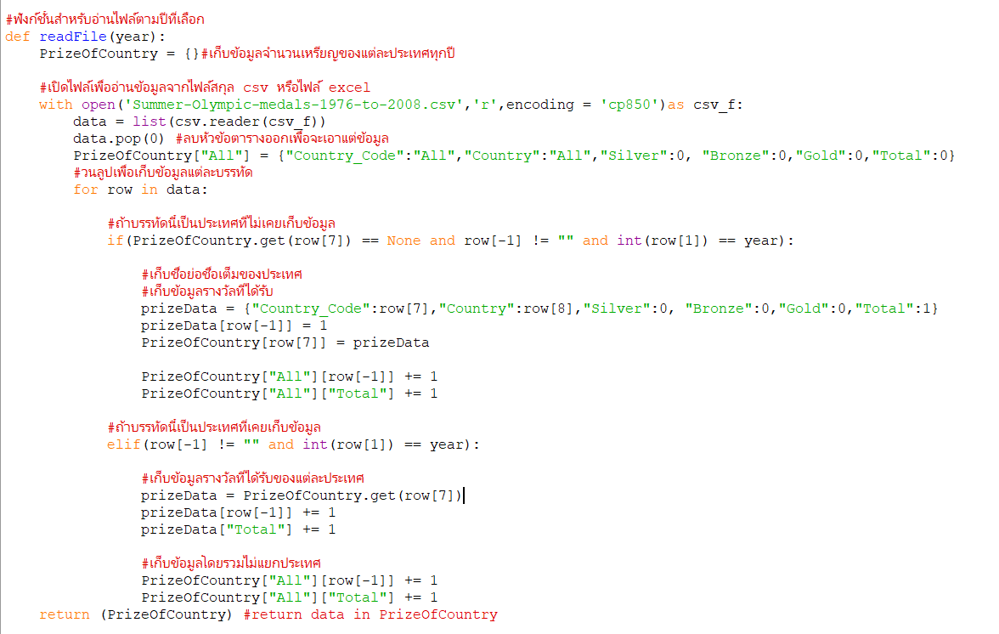 #ฟังก์ชั่นสำหรับอ่านไฟล์ตามปีที่เลือก
def readFile(year):
    PrizeOfCountry = {}#เก็บข้อมูลจำนวนเหรียญของแต่ละประเทศทุกปี
    #เปิดไฟล์เพื่ออ่านข้อมูลจากไฟล์สกุล csv หรือไฟล์ excel
    with open('Summer-Olympic-medals-1976-to-2008.csv','r',encoding = 'cp850')as csv_f:
        data = list(csv.reader(csv_f))
        data.pop(0) #ลบหัวข้อตารางออกเพื่อจะเอาแต่ข้อมูล
        PrizeOfCountry["All"] = {"Country_Code":"All","Country":"All","Silver":0, "Bronze":0,"Gold":0,"Total":0}
        #วนลูปเพื่อเก็บข้อมูลแต่ละบรรทัด
        for row in data:
            #ถ้าบรรทัดนี้เป็นประเทศที่ไม่เคยเก็บข้อมูล
            if(PrizeOfCountry.get(row[7]) == None and row[-1] != "" and int(row[1]) == year):
                #เก็บชื่อย่อชื่อเต็มของประเทศ
                #เก็บข้อมูลรางวัลที่ได้รับ
                prizeData = {"Country_Code":row[7],"Country":row[8],"Silver":0, "Bronze":0,"Gold":0,"Total":1}
                prizeData[row[-1]] = 1
                PrizeOfCountry[row[7]] = prizeData
                PrizeOfCountry["All"][row[-1]] += 1
                PrizeOfCountry["All"]["Total"] += 1
            #ถ้าบรรทัดนี้เป็นประเทศที่เคยเก็บข้อมูล
            elif(row[-1] != "" and int(row[1]) == year):
                #เก็บข้อมูลรางวัลที่ได้รับของแต่ละประเทศ
                prizeData = PrizeOfCountry.get(row[7])
                prizeData[row[-1]] += 1
                prizeData["Total"] += 1
                #เก็บข้อมูลโดยรวมไม่แยกประเทศ
                PrizeOfCountry["All"][row[-1]] += 1
                PrizeOfCountry["All"]["Total"] += 1
    return (PrizeOfCountry) #return data in PrizeOfCountry